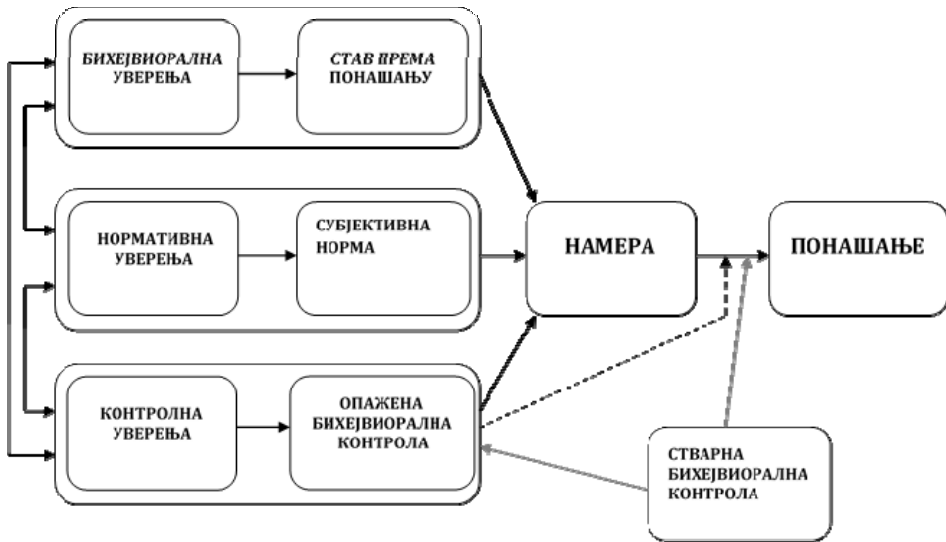 БИХЕЈВИОРАЛНА
УВЕРЕЊА
СТАВ ПРЕМА
ПОНАШАЊУ
НОРМАТИВНА
УВЕРЕЊА
СУБЈЕКТИВНА
НОРМА
НАМЕРА
ПОНАШАЊЕ
КОНТРОЛНА
УВЕРЕЊА
ОПАЖЕНА
БИХЕЈВИОРАЛНА
КОНТРОЛА
СТВАРНА
БИХЕЈВИОРАЛНА
КОНТРОЛА